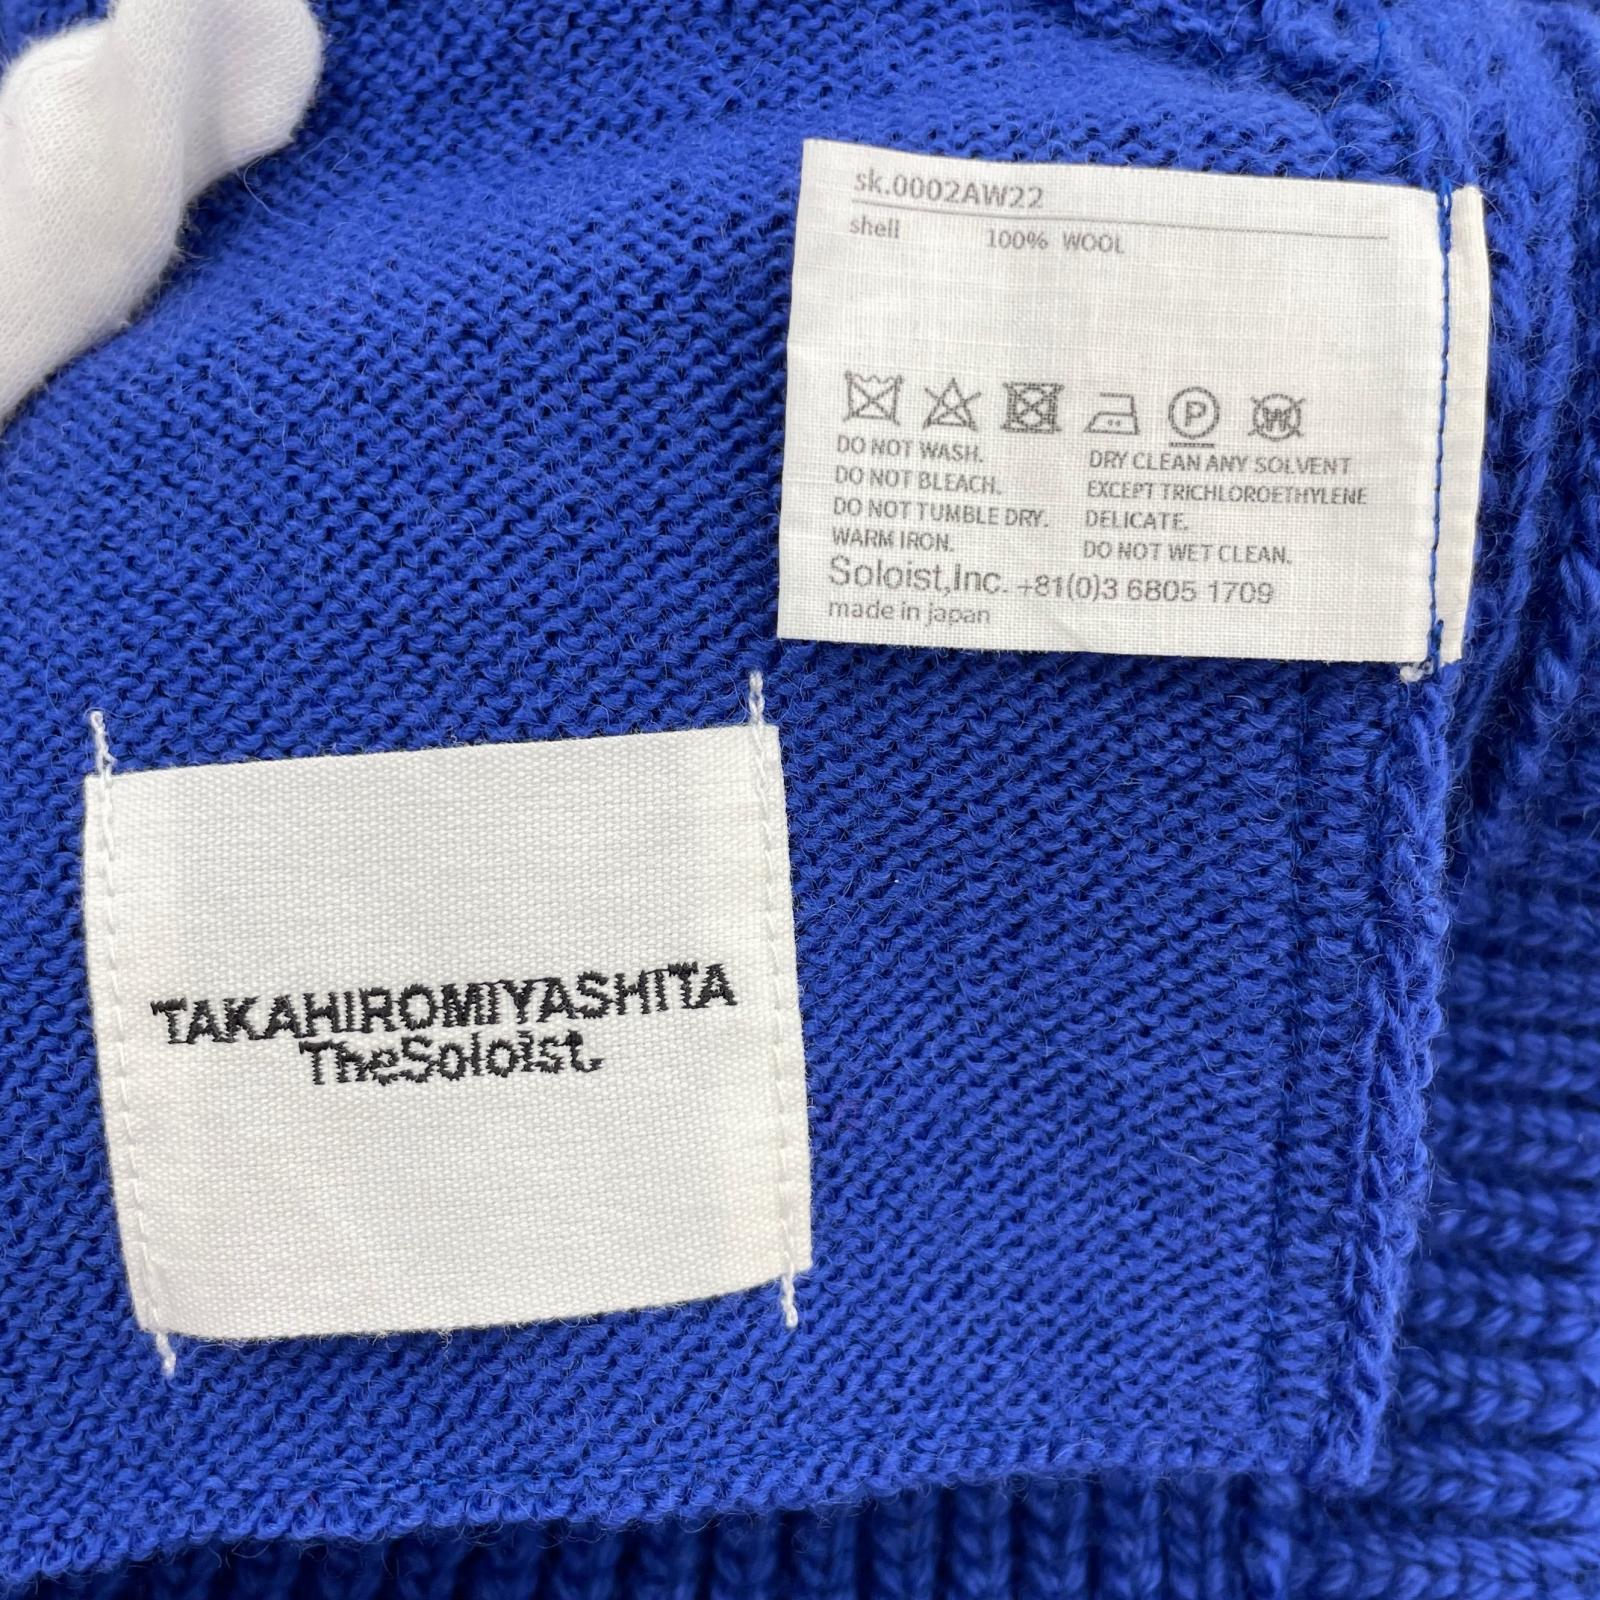 sk.0002AW22
shell 100% WOOL
P W
DO NOT WASH.
DO NOT BLEACH.
DO NOT TUMBLE DRY.
WARM IRON.
DRY CLEAN ANY SOLVENT
EXCEPT TRICHLOROETHYLENE
DELICATE.
DO NOT WET CLEAN.
Soloist,Inc. +81(0)3 6805 1709
made in japan
TAKAHIROMIYASHITA
TheSoloist.